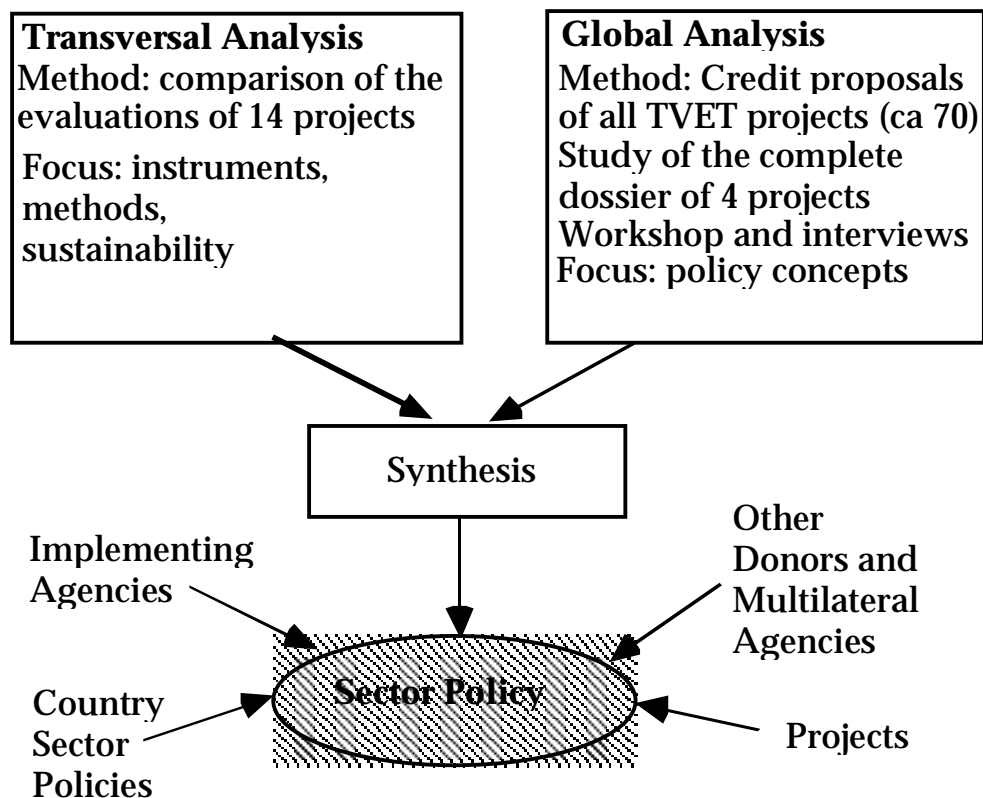 Transversal Analysis
Method: comparison of the
evaluations of 14 projects
Focus: instruments,
methods,
sustainability
Global Analysis
Method: Credit proposals
of all TVET projects (ca 70)
Study of the complete
dossier of 4 projects
Workshop and interviews
Focus: policy concepts
Synthesis
Implementing
Agencies
Other
Donors and
Multilateral
Agencies
Sector Policy
Country
Sector
Policies
Projects